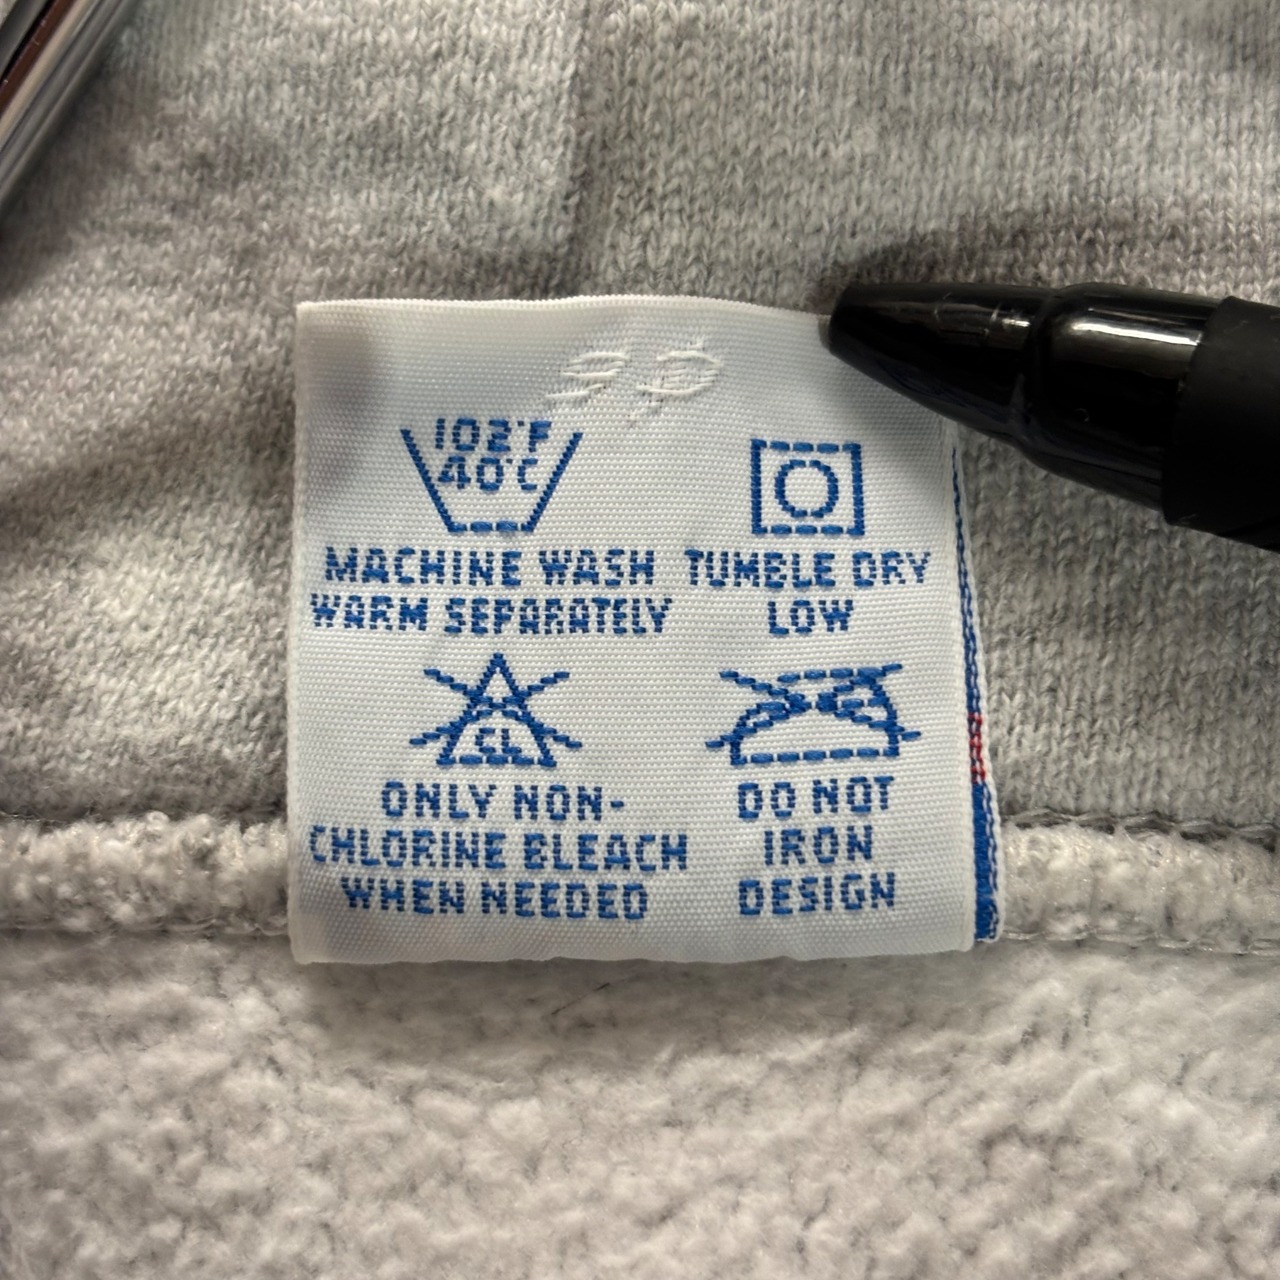 102°F
40°C
MACHINE WASH
WARM SEPARATELY
TUMBLE DRY
LOW
CL
ONLY NON-
CHLORINE BLEACH
WHEN NEEDED
DO NOT
IRON
DESIGN